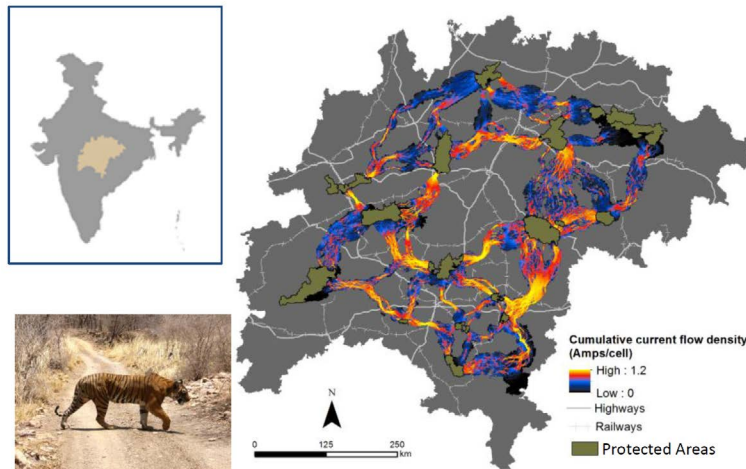 Cumulative current flow density
(Amps/cell)
High : 1.2
Low : 0
Highways
Railways
Protected Areas
N
0 125 250
km